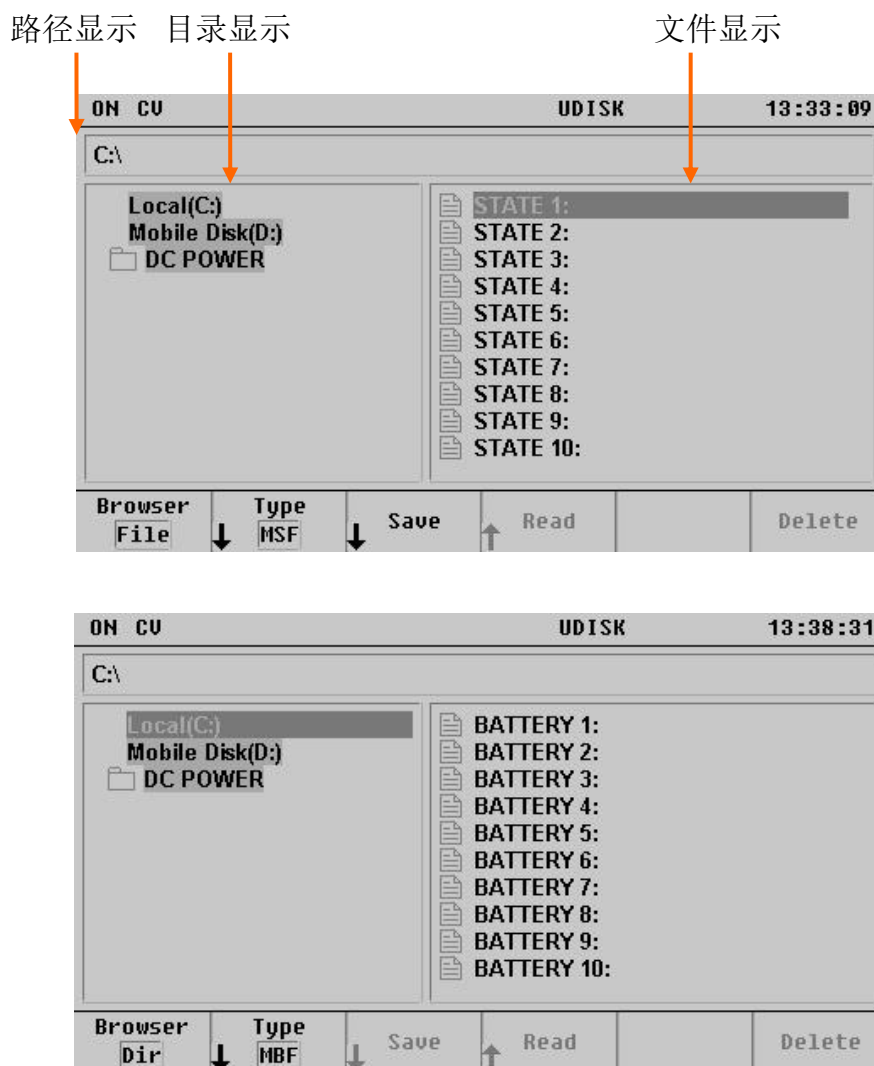 路径显示 目录显示 文件显示
ON CV UDISK 13:33:09
C:\
Local(C:)
Mobile Disk(D:)
DC POWER
STATE 1:
STATE 2:
STATE 3:
STATE 4:
STATE 5:
STATE 6:
STATE 7:
STATE 8:
STATE 9:
STATE 10:
Browser Type Save Read Delete
File MSF
ON CV UDISK 13:38:31
C:\
Local(C:)
Mobile Disk(D:)
DC POWER
BATTERY 1:
BATTERY 2:
BATTERY 3:
BATTERY 4:
BATTERY 5:
BATTERY 6:
BATTERY 7:
BATTERY 8:
BATTERY 9:
BATTERY 10:
Browser Type Save Read Delete
Dir MBF